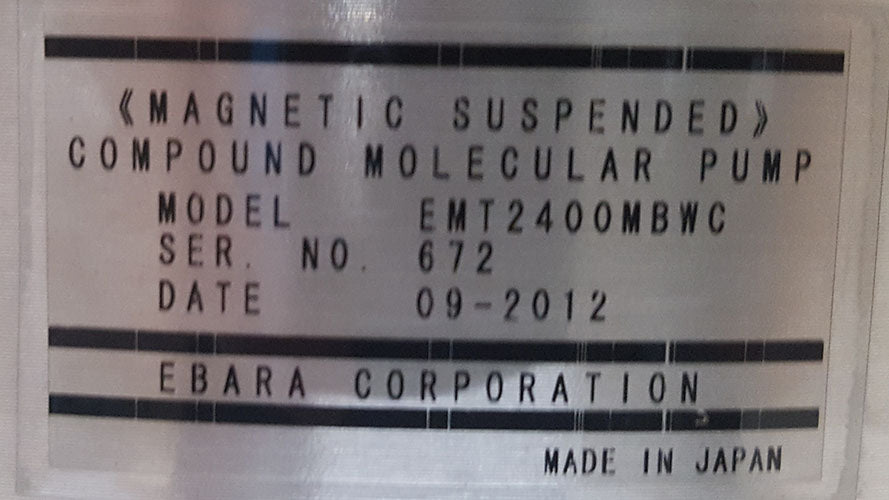 《MAGNETIC SUSPENDED》
COMPOUND MOLECULAR PUMP
MODEL EMT2400MBWC
SER. NO. 672
DATE 09-2012
EBARA CORPORATION
MADE IN JAPAN